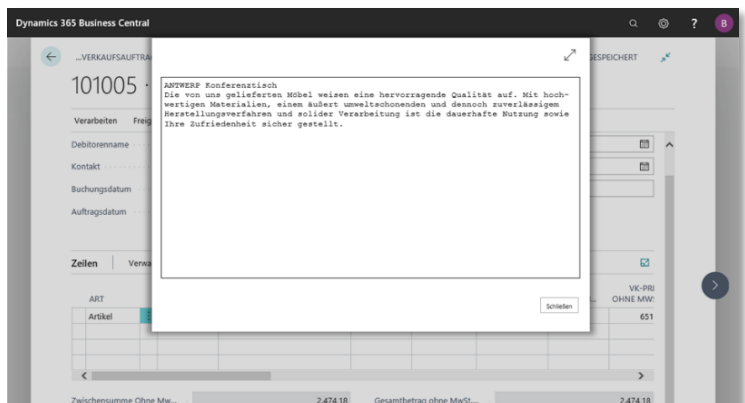 Dynamics 365 Business Central
?
B
...VERKAUFSAUFTRA
GESPEICHERT
101005 ·
Verarbeiten Freig
ANTWERP Konferenztisch
Die von uns gelieferten Möbel weisen eine hervorragende Qualität auf. Mit hoch-
wertigen Materialien, einem äußert umweltschonenden und dennoch zuverlässigem
Herstellungsverfahren und solider Verarbeitung ist die dauerhafte Nutzung sowie
Ihre Zufriedenheit sicher gestellt.
Debitorenname
Kontakt
Buchungsdatum
Auftragsdatum
Zeilen Verwa
Schließen
ART
VK-PRE
OHNE MW
Artikel
651
Zwischensumme Ohne Mw... 2.474,18 Gesamtbetrag ohne MwSt... 2.474,18